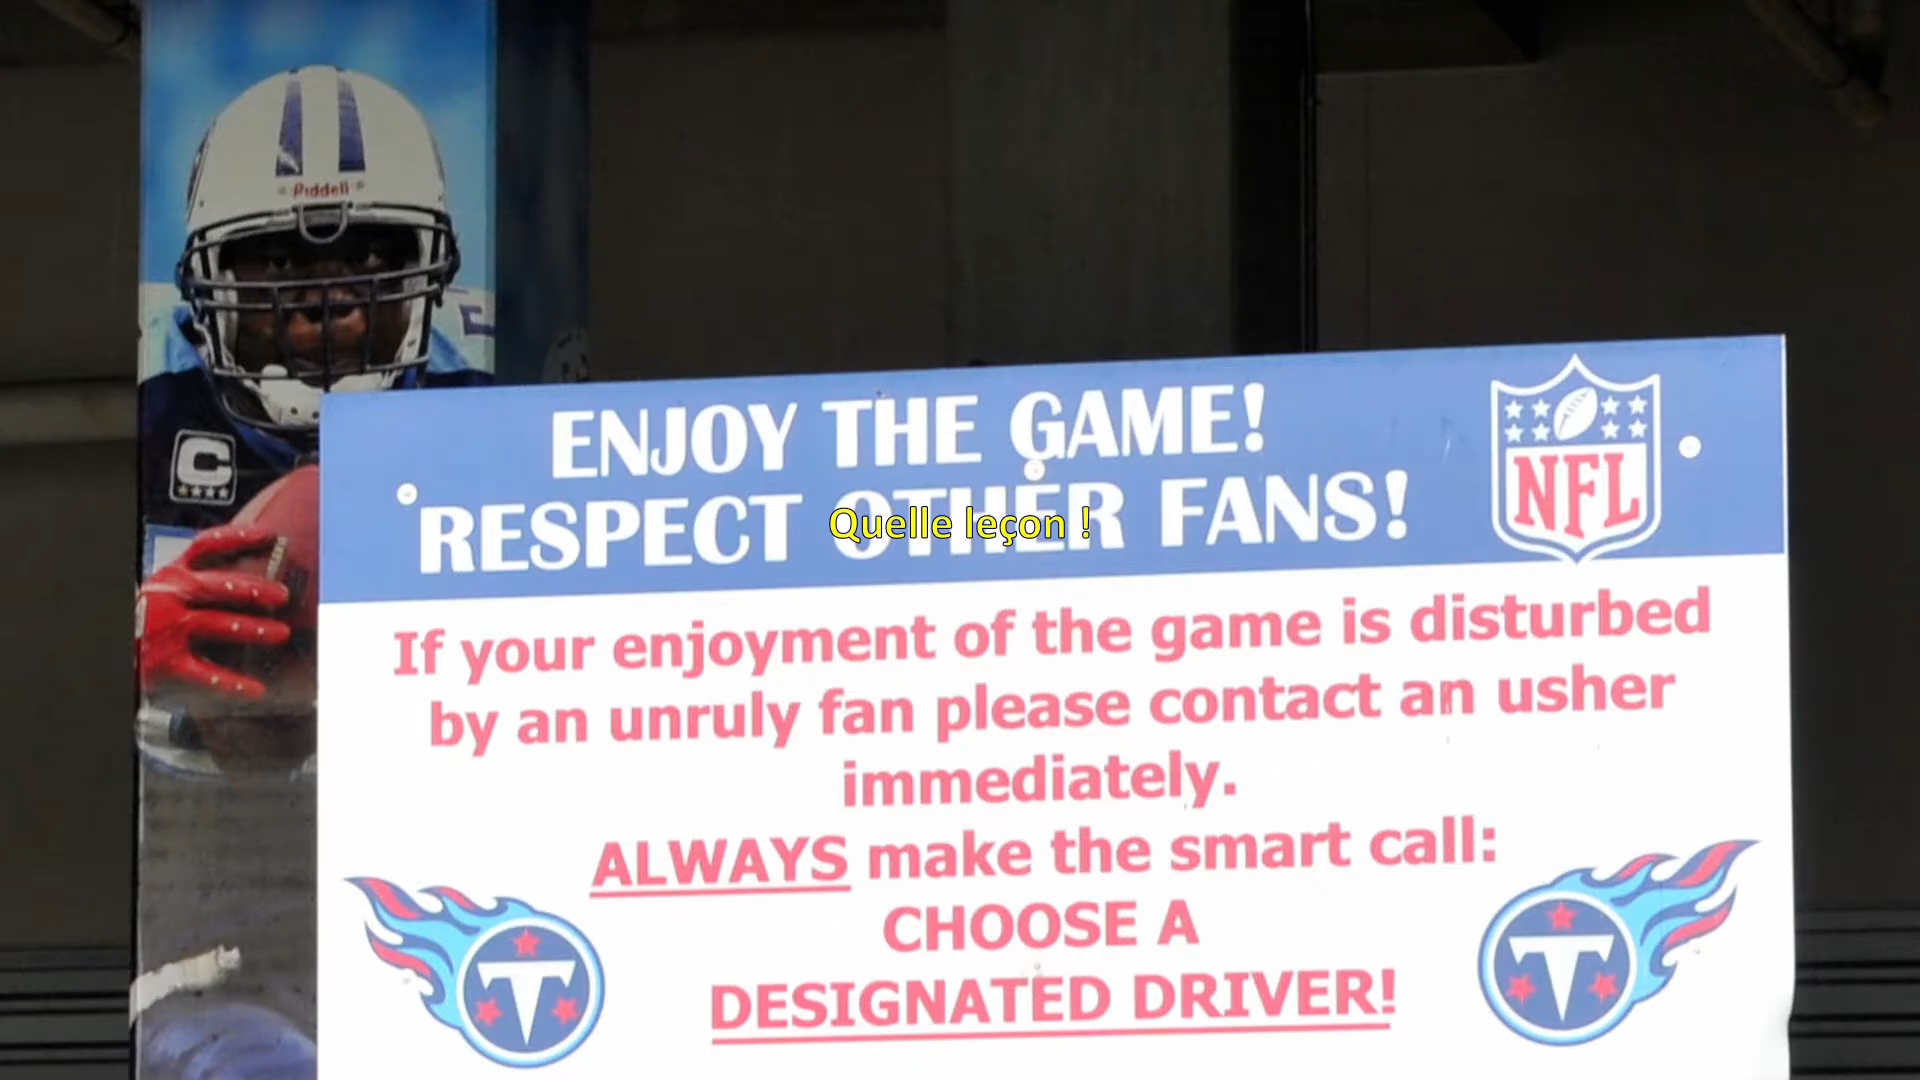 Riddell
C
ENJOY THE GAME!
RESPECT OTHER FANS!
NFL
Quelle leçon !
If your enjoyment of the game is disturbed
by an unruly fan please contact an usher
immediately.
ALWAYS make the smart call:
CHOOSE A
DESIGNATED DRIVER!
T
T